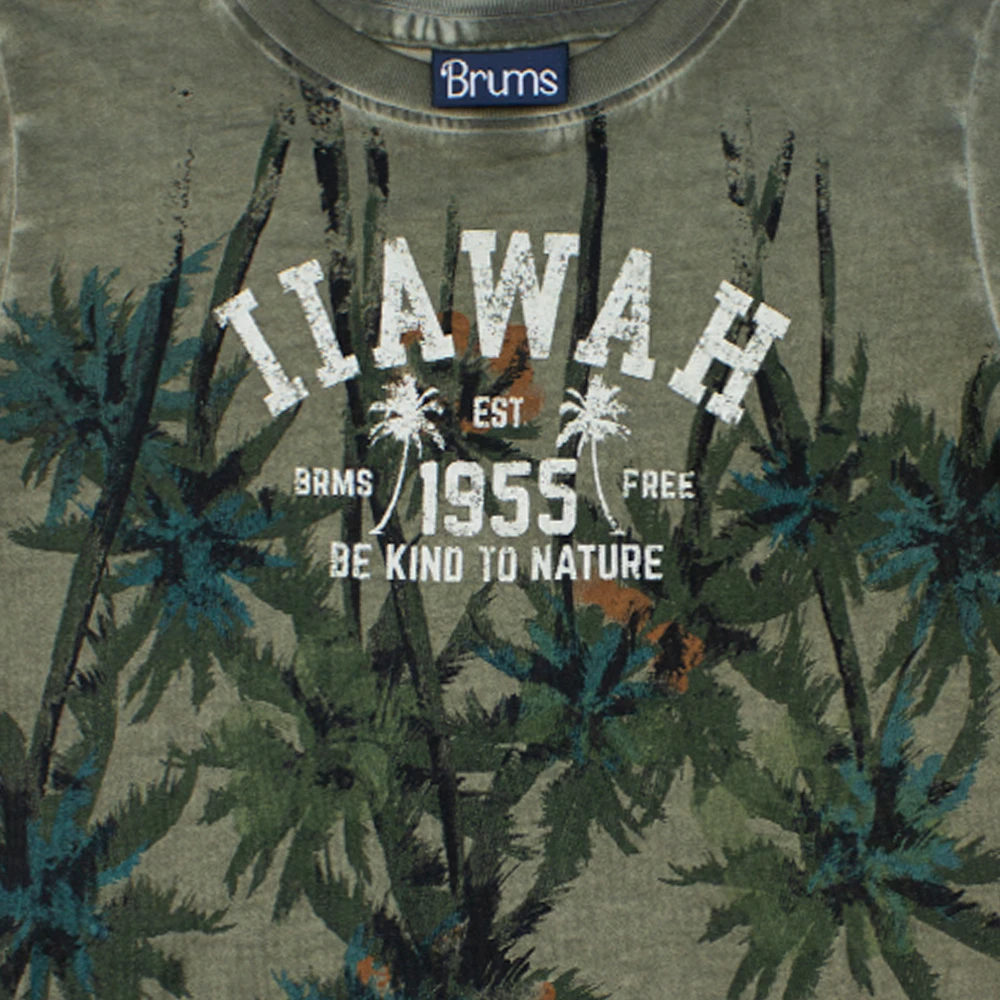 Brums
IIAWAH
EST
BRMS 1955 FREE
BE KIND TO NATURE